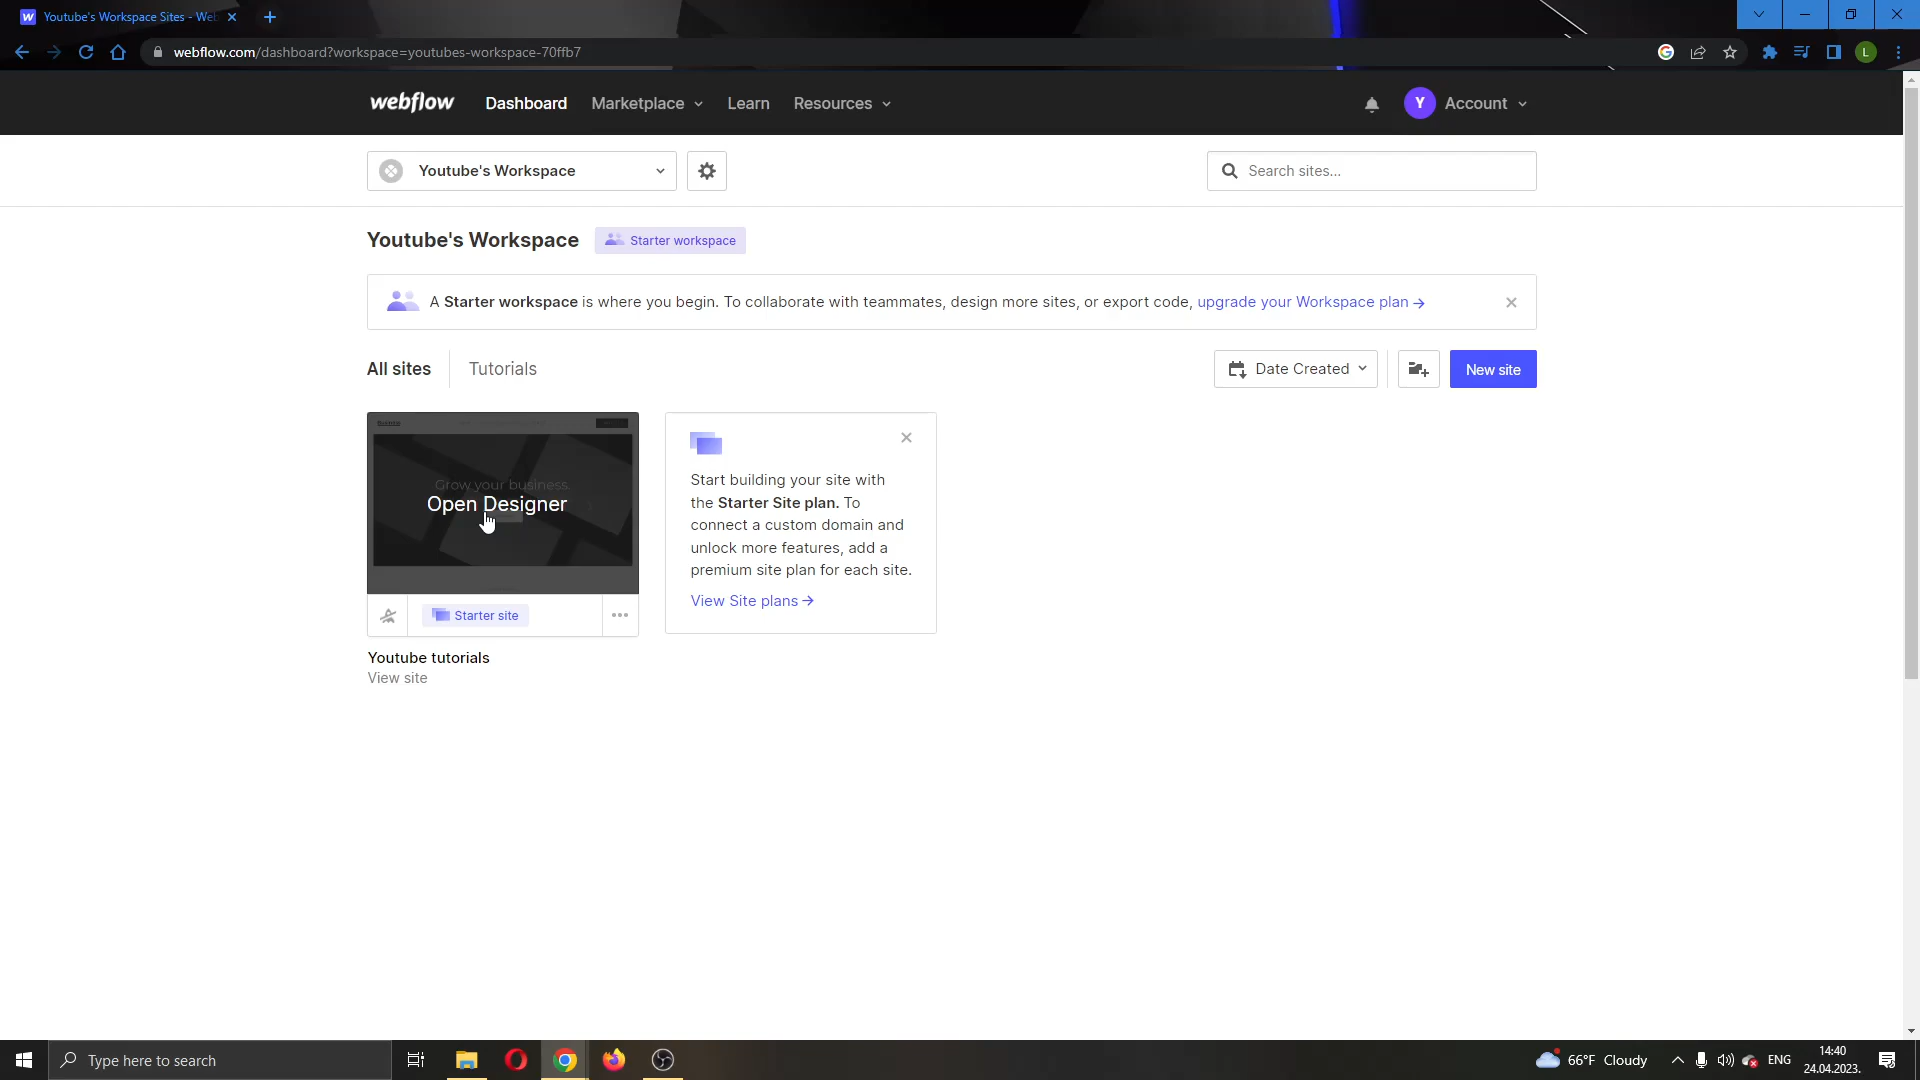 Youtube's Workspace Sites - Web
webflow.com/dashboard?workspace=youtubes-workspace-70ffb7
L
webflow
Dashboard
Marketplace
Learn
Resources
Y
Account
Youtube's Workspace
Search sites...
Youtube's Workspace
Starter workspace
A Starter workspace is where you begin. To collaborate with teammates, design more sites, or export code, upgrade your Workspace plan →
All sites
Tutorials
Date Created
New site
Grow your business.
Open Designer
Starter site
Youtube tutorials
View site
Start building your site with
the Starter Site plan. To
connect a custom domain and
unlock more features, add a
premium site plan for each site.
View Site plans →
Type here to search
66°F Cloudy
ENG
14:40
24.04.2023.